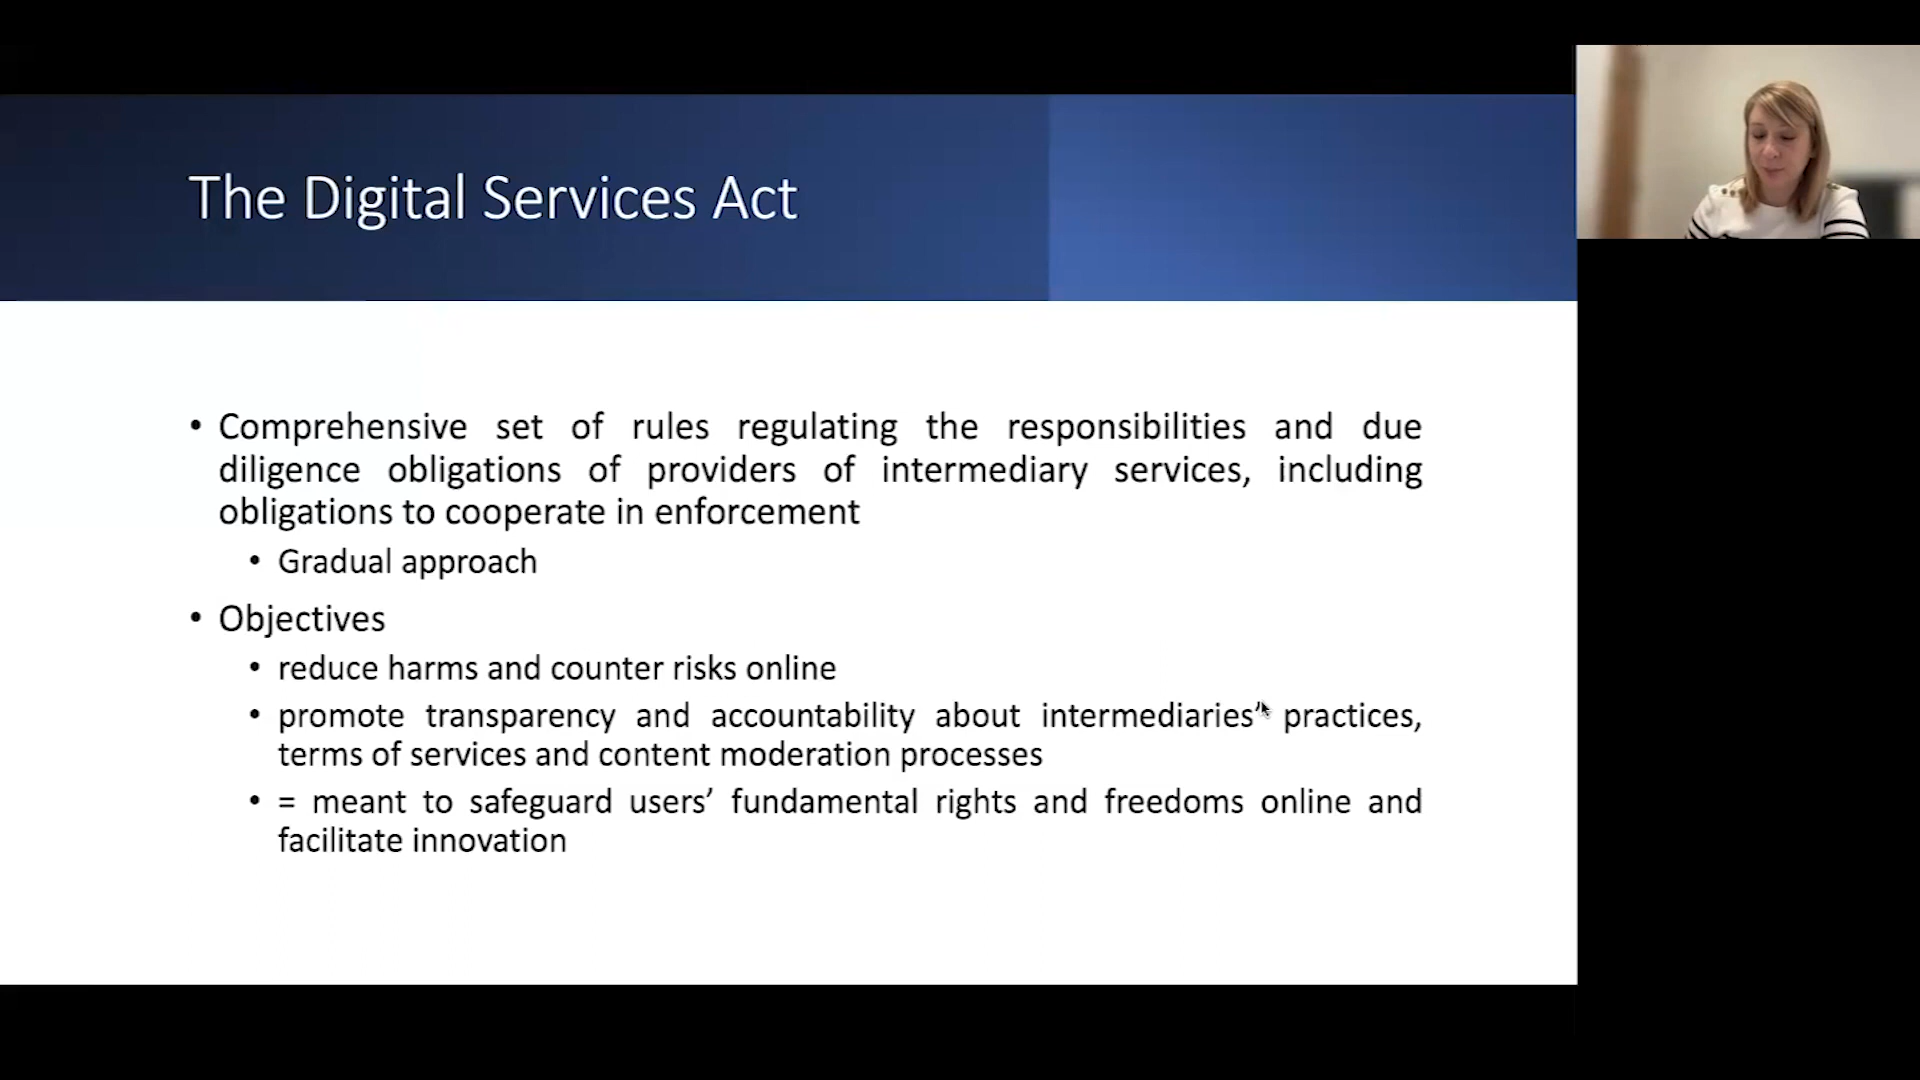 The Digital Services Act
• Comprehensive set of rules regulating the responsibilities and due
diligence obligations of providers of intermediary services, including
obligations to cooperate in enforcement
• Gradual approach
• Objectives
• reduce harms and counter risks online
• promote transparency and accountability about intermediaries’ practices,
terms of services and content moderation processes
• = meant to safeguard users’ fundamental rights and freedoms online and
facilitate innovation